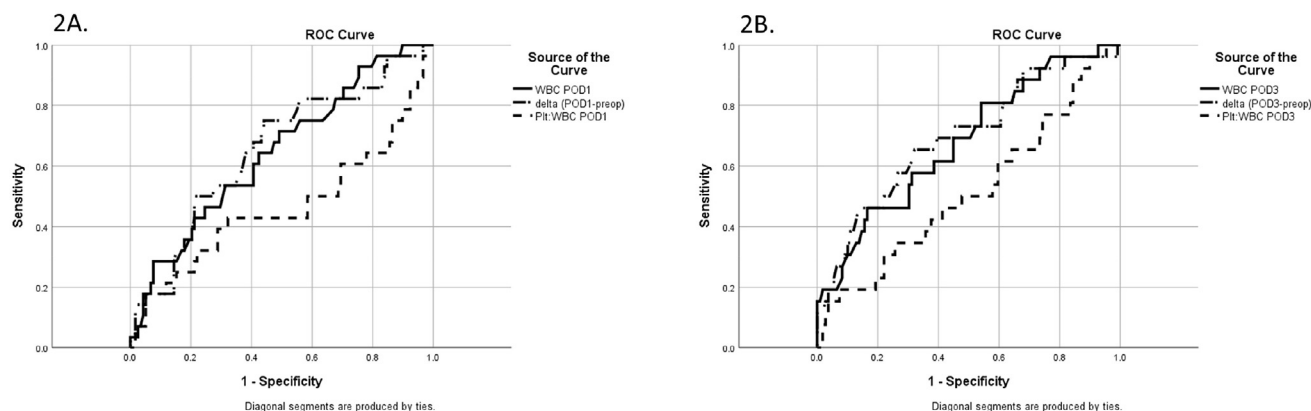 2A.
ROC Curve
Source of the
Curve
WBC POD1
delta (POD1-preop)
Plt:WBC POD1
1.0
0.8
0.6
0.4
0.2
0.0
Sensitivity
0.0 0.2 0.4 0.6 0.8 1.0
1 - Specificity
Diagonal segments are produced by ties.
2B.
ROC Curve
Source of the
Curve
WBC POD3
delta (POD3-preop)
Plt:WBC POD3
1.0
0.8
0.6
0.4
0.2
0.0
Sensitivity
0.0 0.2 0.4 0.6 0.8 1.0
1 - Specificity
Diagonal segments are produced by ties.